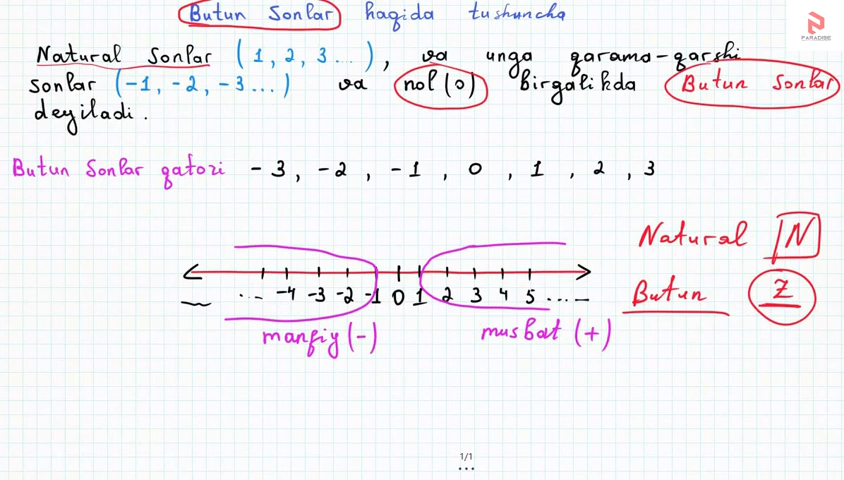 Butun Sonlar haqida tushuncha
PARADISE
Natural Sonlar (1, 2, 3...), va unga qarama-qarshi
sonlar (-1, -2, -3...) va nol (0) birgalikda Butun Sonlar
deyiladi.
Butun Sonlar qatori -3, -2, -1, 0, 1, 2, 3
Natural N
... -4 -3 -2 -1 0 1 2 3 4 5 ....
Butun Z
manfiy (-) musbat (+)
1/1
...